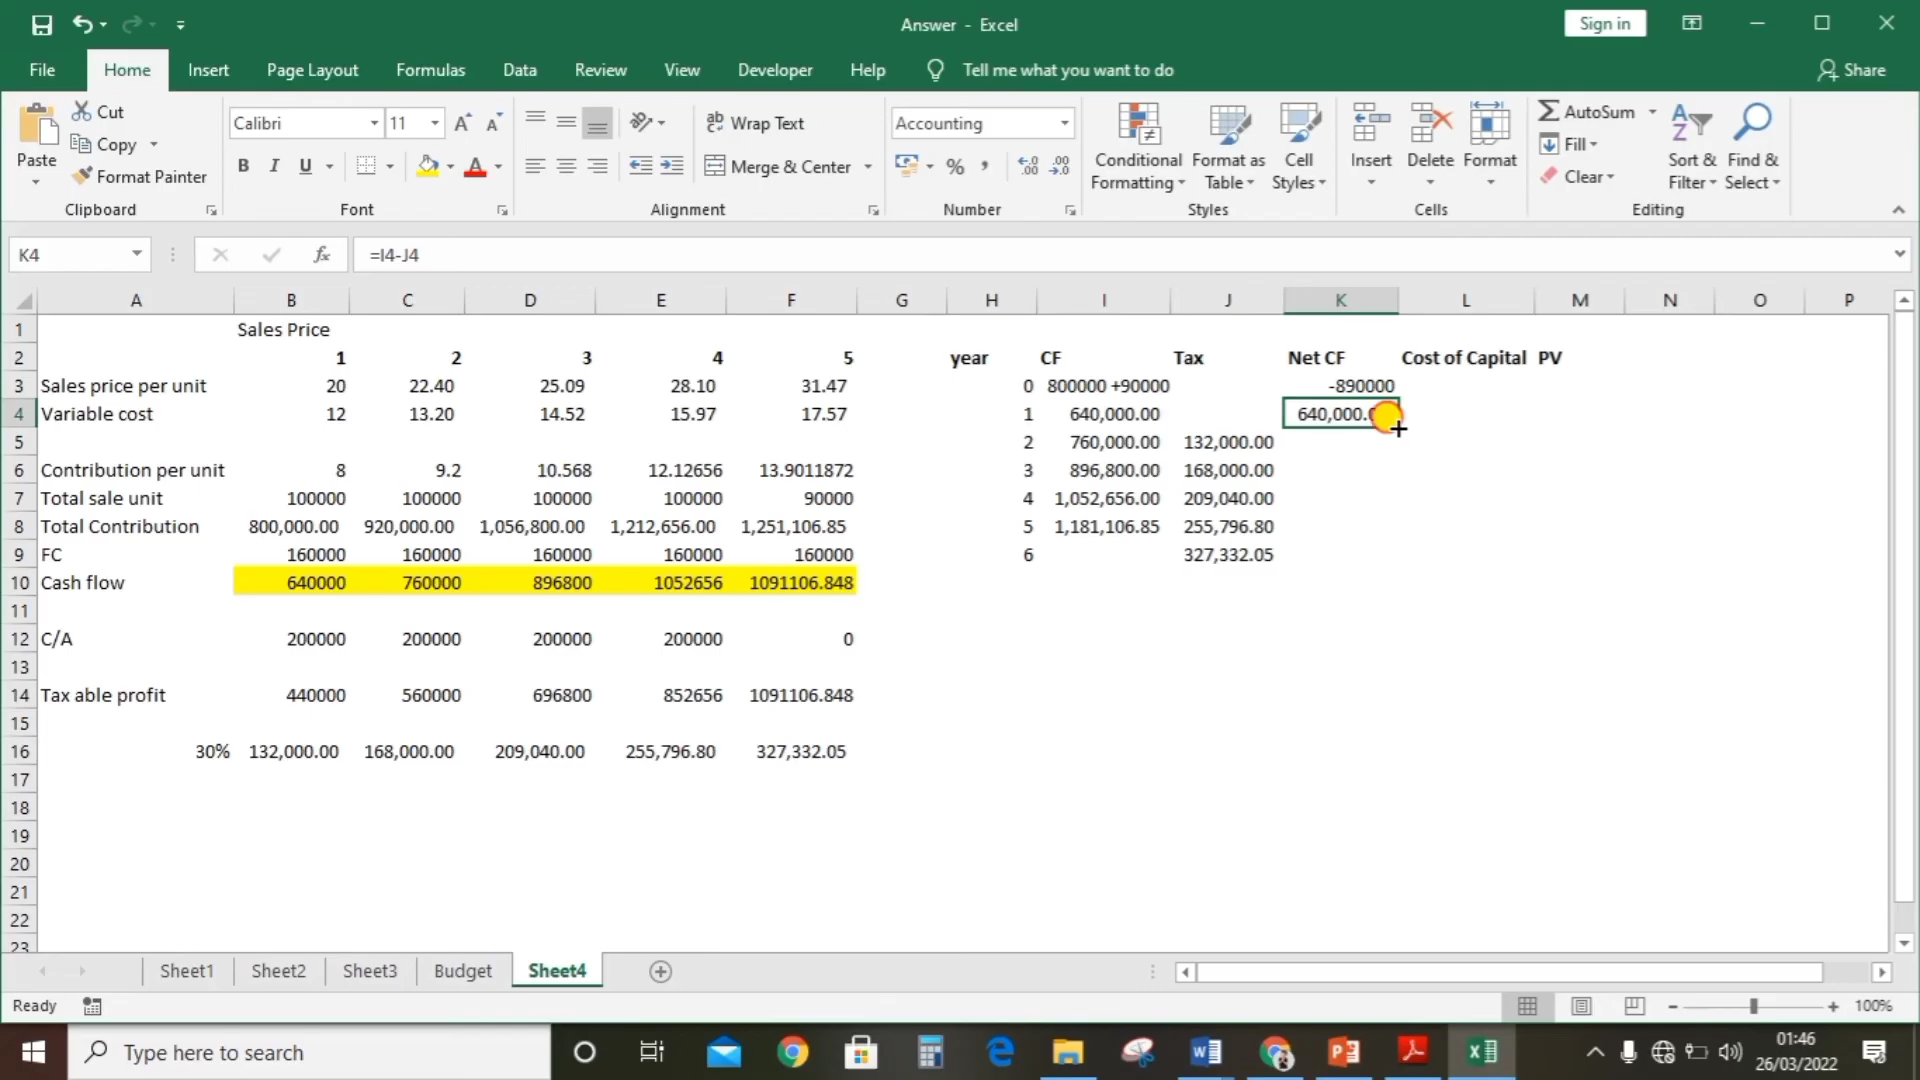 Answer - Excel
Sign in
File Home Insert Page Layout Formulas Data Review View Developer Help Tell me what you want to do Share
Paste
Cut
Copy
Format Painter
Clipboard
Calibri 11
B I U
Font
Wrap Text
Merge & Center
Alignment
Accounting
%
Number
Conditional Formatting
Format as Table
Cell Styles
Styles
Insert Delete Format
Cells
AutoSum
Fill
Clear
Sort & Filter
Find & Select
Editing
K4 fx =I4-J4
A B C D E F G H I J K L M N O P
1 Sales Price
2 1 2 3 4 5 year CF Tax Net CF Cost of Capital PV
3 Sales price per unit 20 22.40 25.09 28.10 31.47 0 800000 +90000 -890000
4 Variable cost 12 13.20 14.52 15.97 17.57 1 640,000.00 640,000.
5 2 760,000.00 132,000.00
6 Contribution per unit 8 9.2 10.568 12.12656 13.9011872 3 896,800.00 168,000.00
7 Total sale unit 100000 100000 100000 100000 90000 4 1,052,656.00 209,040.00
8 Total Contribution 800,000.00 920,000.00 1,056,800.00 1,212,656.00 1,251,106.85 5 1,181,106.85 255,796.80
9 FC 160000 160000 160000 160000 160000 6 327,332.05
10 Cash flow 640000 760000 896800 1052656 1091106.848
11
12 C/A 200000 200000 200000 200000 0
13
14 Tax able profit 440000 560000 696800 852656 1091106.848
15
16 30% 132,000.00 168,000.00 209,040.00 255,796.80 327,332.05
17
18
19
20
21
22
23
Sheet1 Sheet2 Sheet3 Budget Sheet4
Ready 100%
Type here to search
01:46
26/03/2022